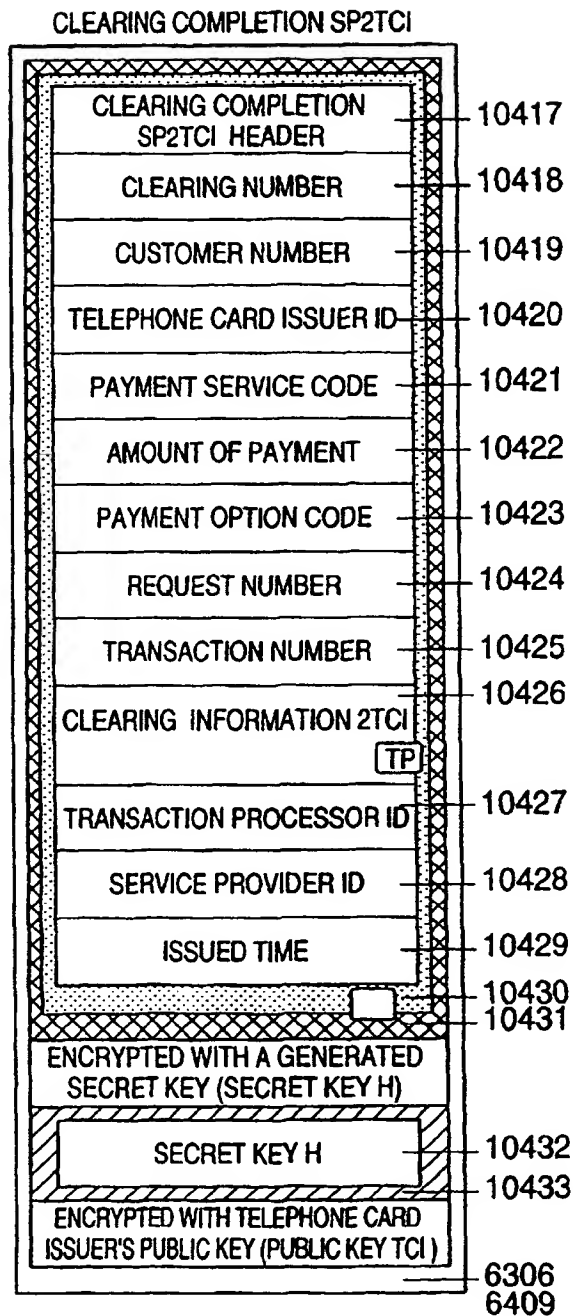 CLEARING COMPLETION SP2TCI
CLEARING COMPLETION
SP2TCI HEADER
10417
CLEARING NUMBER
10418
CUSTOMER NUMBER
10419
TELEPHONE CARD ISSUER ID
10420
PAYMENT SERVICE CODE
10421
AMOUNT OF PAYMENT
10422
PAYMENT OPTION CODE
10423
REQUEST NUMBER
10424
TRANSACTION NUMBER
10425
10426
CLEARING INFORMATION 2TCI
TP
10427
TRANSACTION PROCESSOR ID
SERVICE PROVIDER ID
10428
ISSUED TIME
10429
10430
10431
ENCRYPTED WITH A GENERATED
SECRET KEY (SECRET KEY H)
SECRET KEY H
10432
10433
ENCRYPTED WITH TELEPHONE CARD
ISSUER'S PUBLIC KEY (PUBLIC KEY TCI )
6306
6409